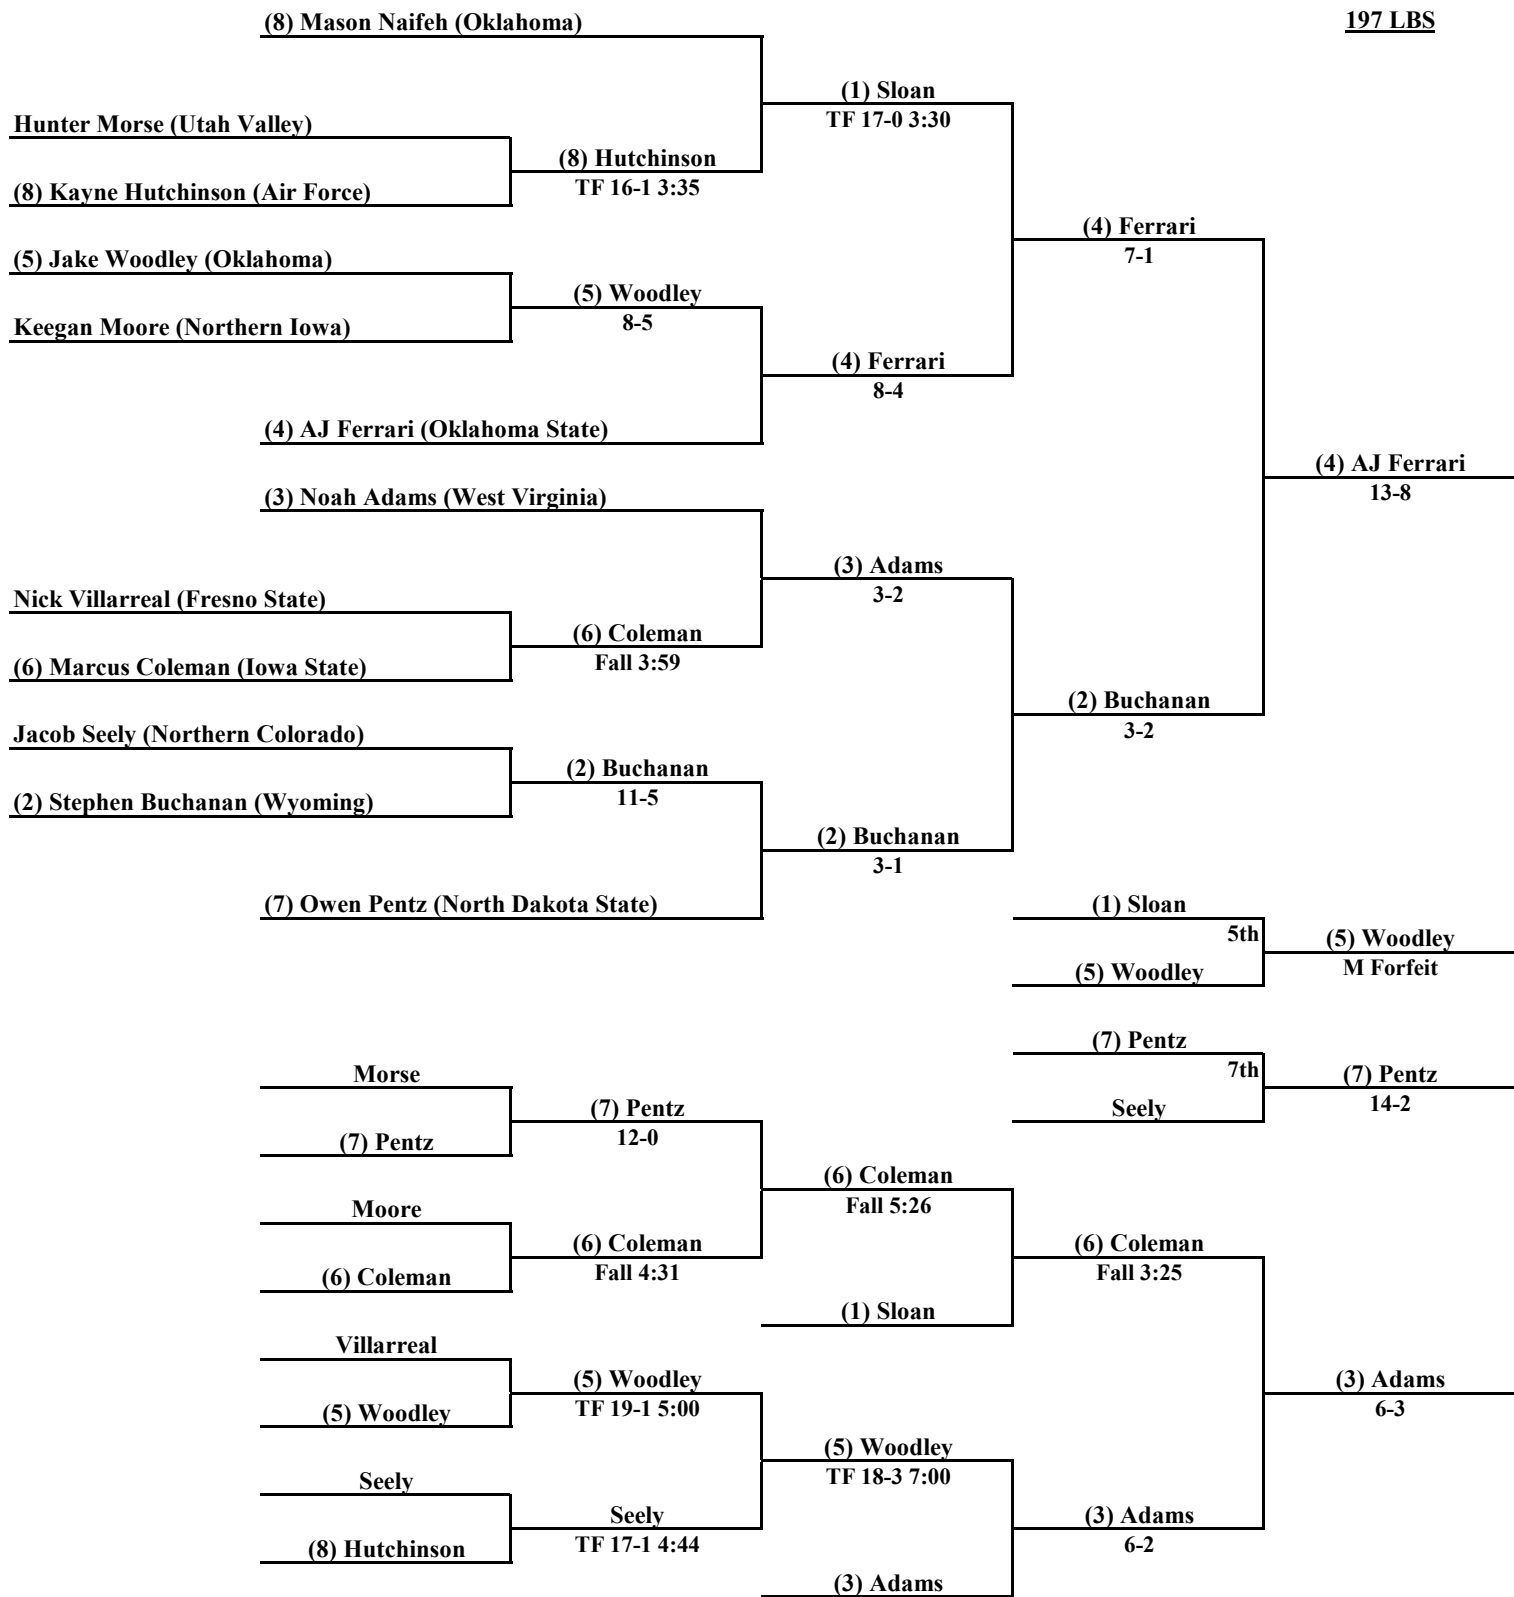 (8) Mason Naifeh (Oklahoma)
197 LBS
(1) Sloan
TF 17-0 3:30
Hunter Morse (Utah Valley)
(8) Hutchinson
TF 16-1 3:35
(8) Kayne Hutchinson (Air Force)
(4) Ferrari
7-1
(5) Jake Woodley (Oklahoma)
(5) Woodley
8-5
Keegan Moore (Northern Iowa)
(4) Ferrari
8-4
(4) AJ Ferrari (Oklahoma State)
(4) AJ Ferrari
13-8
(3) Noah Adams (West Virginia)
(3) Adams
3-2
Nick Villarreal (Fresno State)
(6) Coleman
Fall 3:59
(6) Marcus Coleman (Iowa State)
(2) Buchanan
3-2
Jacob Seely (Northern Colorado)
(2) Buchanan
11-5
(2) Stephen Buchanan (Wyoming)
(2) Buchanan
3-1
(7) Owen Pentz (North Dakota State)
(1) Sloan
5th
(5) Woodley
M Forfeit
(5) Woodley
(7) Pentz
7th
(7) Pentz
14-2
Seely
Morse
(7) Pentz
12-0
(7) Pentz
(6) Coleman
Fall 5:26
Moore
(6) Coleman
Fall 4:31
(6) Coleman
(6) Coleman
Fall 3:25
(1) Sloan
Villarreal
(5) Woodley
TF 19-1 5:00
(5) Woodley
(3) Adams
6-3
(5) Woodley
TF 18-3 7:00
Seely
Seely
TF 17-1 4:44
(8) Hutchinson
(3) Adams
6-2
(3) Adams